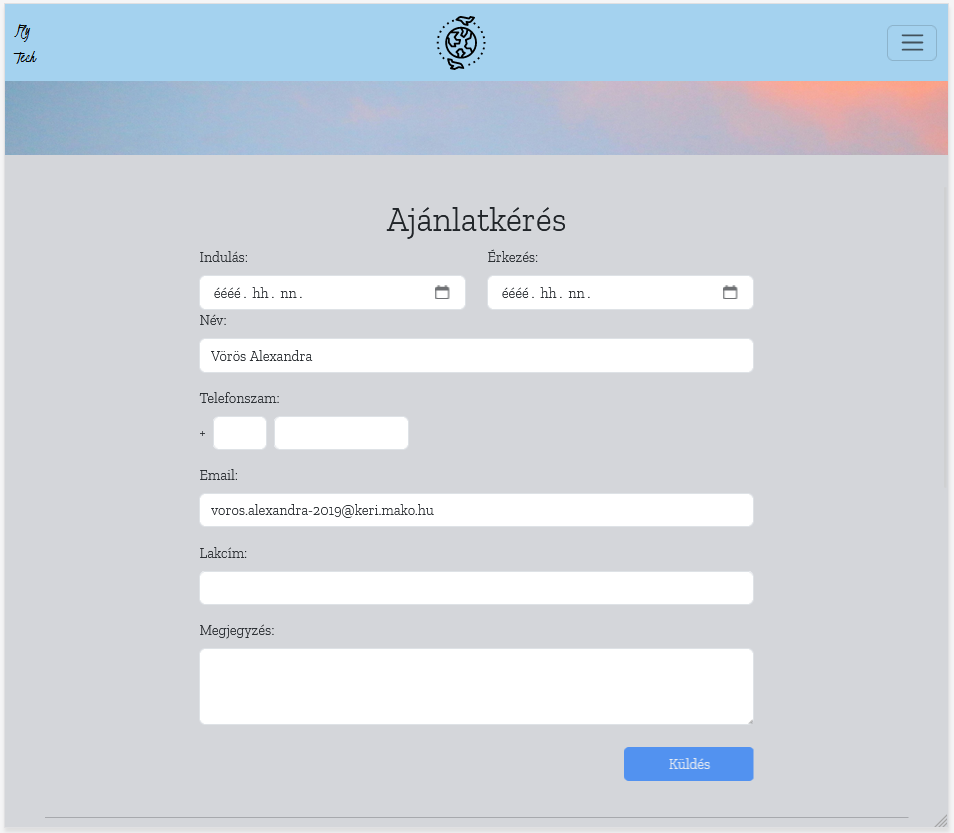 Fly
Tech
Ajánlatkérés
Indulás: Érkezés:
éééé. hh. nn. éééé. hh. nn.
Név:
Vörös Alexandra
Telefonszam:
+
Email:
voros.alexandra-2019@keri.mako.hu
Lakcím:
Megjegyzés:
Küldés